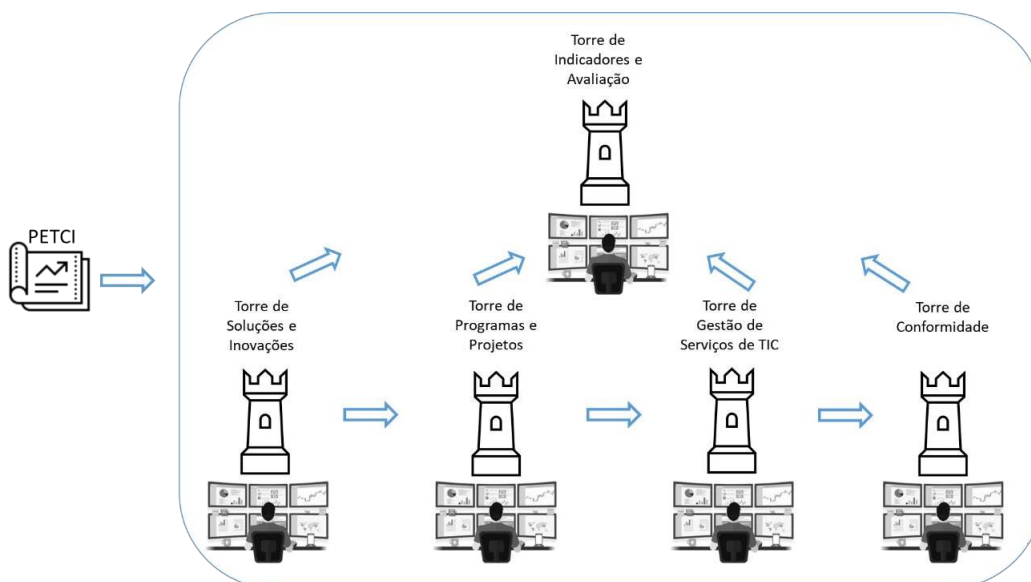 Torre de
Indicadores e
Avaliação
PETCI
Torre de
Soluções e
Inovações
Torre de
Programas e
Projetos
Torre de
Gestão de
Serviços de TIC
Torre de
Conformidade